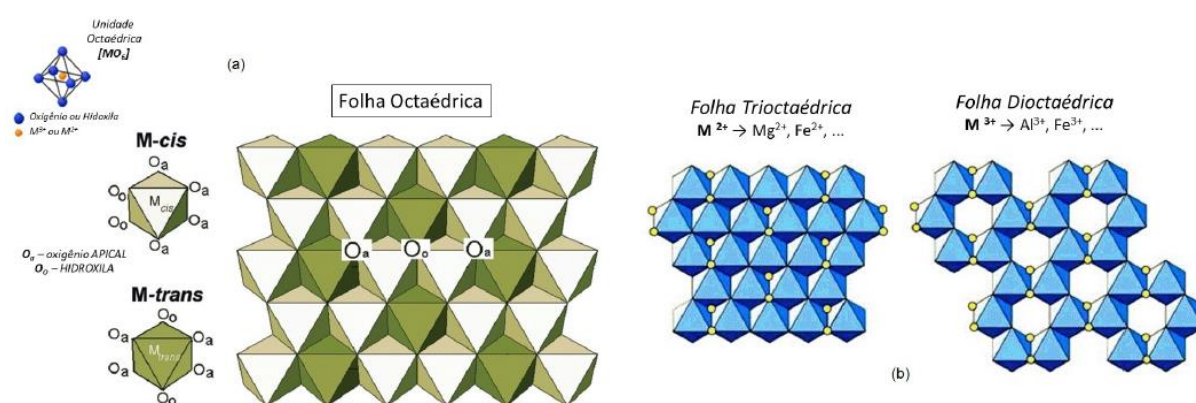 Unidade
Octaédrica
[MO₆]
Oxigênio ou Hidoxila
M³⁺ ou M²⁺
(a)
Folha Octaédrica
M-cis
Oa
Oo
Oa
Mcis
Oo
Oa
Oa
Oa – oxigênio APICAL
Oo – HIDROXILA
M-trans
Oo
Oa
Oa
Mtrans
Oa
Oa
Oo
Oa
Oo
Oa
Folha Trioctaédrica
M ²⁺ → Mg²⁺, Fe²⁺, ...
Folha Dioctaédrica
M ³⁺ → Al³⁺, Fe³⁺, ...
(b)